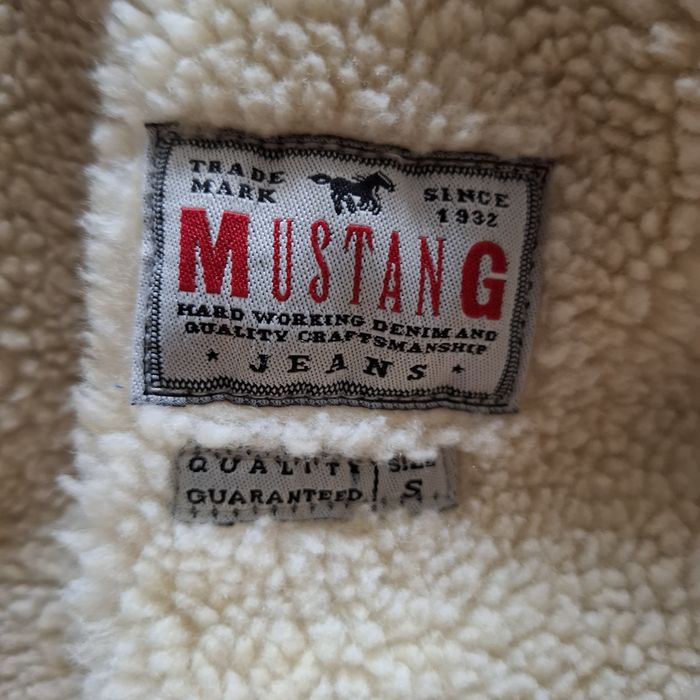 TRADE MARK
SINCE 1932
MUSTANG
HARD WORKING DENIM AND
QUALITY CRAFTSMANSHIP
* JEANS *
QUALITY
GUARANTEED
SIZE
S